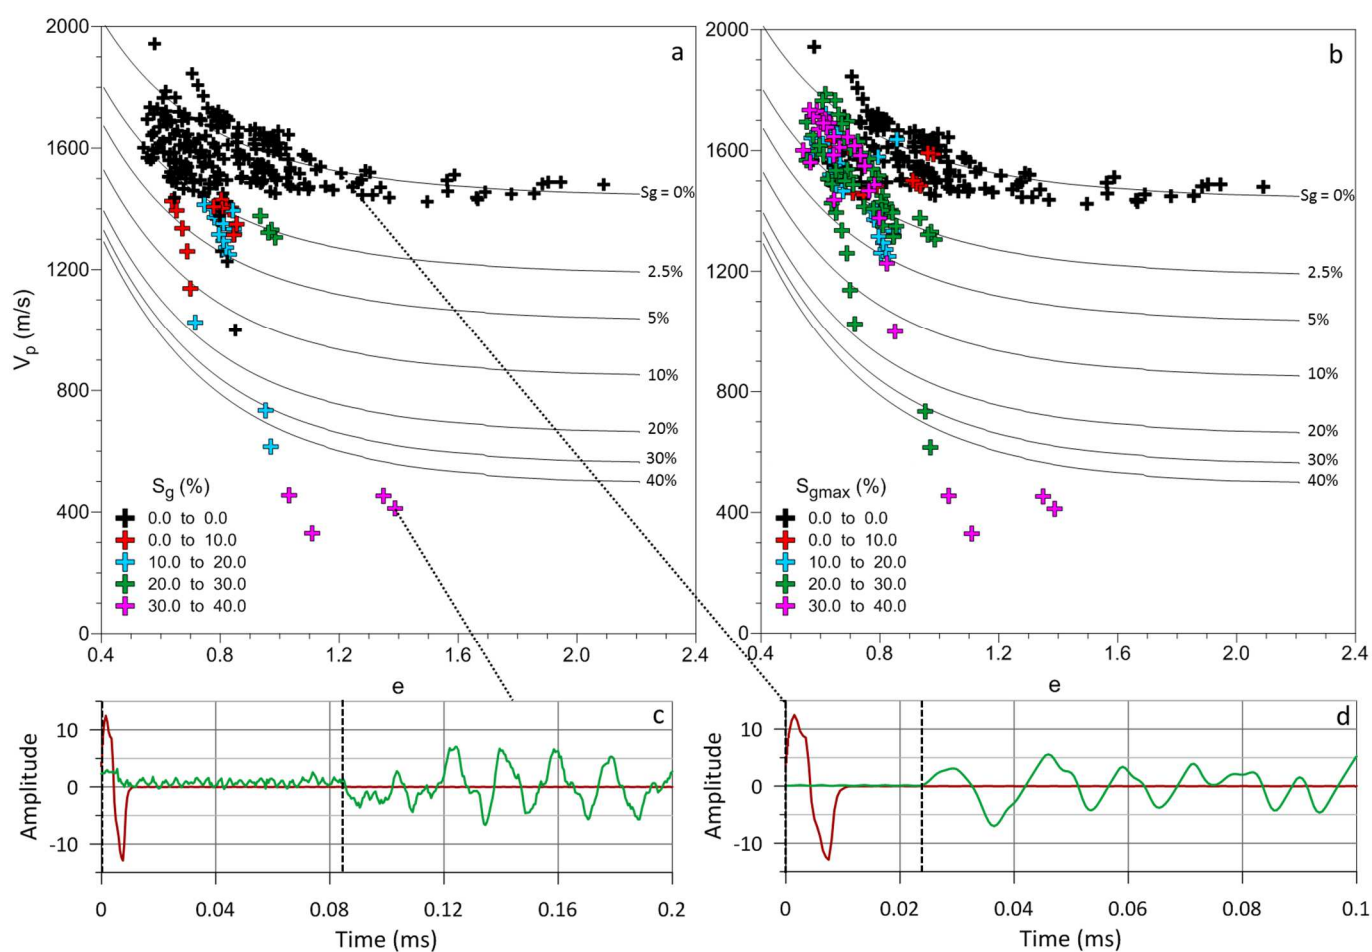 a
2000
1600
1200
800
400
0
V_p (m/s)
Sg = 0%
2.5%
5%
10%
20%
30%
40%
S_g (%)
0.0 to 0.0
0.0 to 10.0
10.0 to 20.0
20.0 to 30.0
30.0 to 40.0
0.4 0.8 1.2 1.6 2.0 2.4
e
b
2000
1600
1200
800
400
0
Sg = 0%
2.5%
5%
10%
20%
30%
40%
S_gmax (%)
0.0 to 0.0
0.0 to 10.0
10.0 to 20.0
20.0 to 30.0
30.0 to 40.0
0.4 0.8 1.2 1.6 2.0 2.4
e
c
Amplitude
10
0
-10
0 0.04 0.08 0.12 0.16 0.2
Time (ms)
d
Amplitude
10
0
-10
0 0.02 0.04 0.06 0.08 0.1
Time (ms)